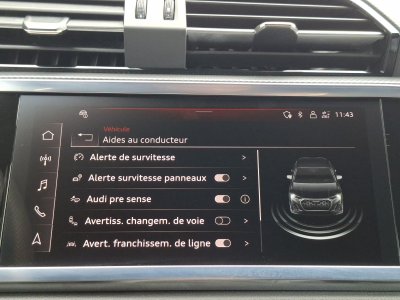 11:43
Véhicule
Aides au conducteur
Alerte de survitesse
Alerte survitesse panneaux
Audi pre sense
Avertiss. changem. de voie
Avert. franchissem. de ligne